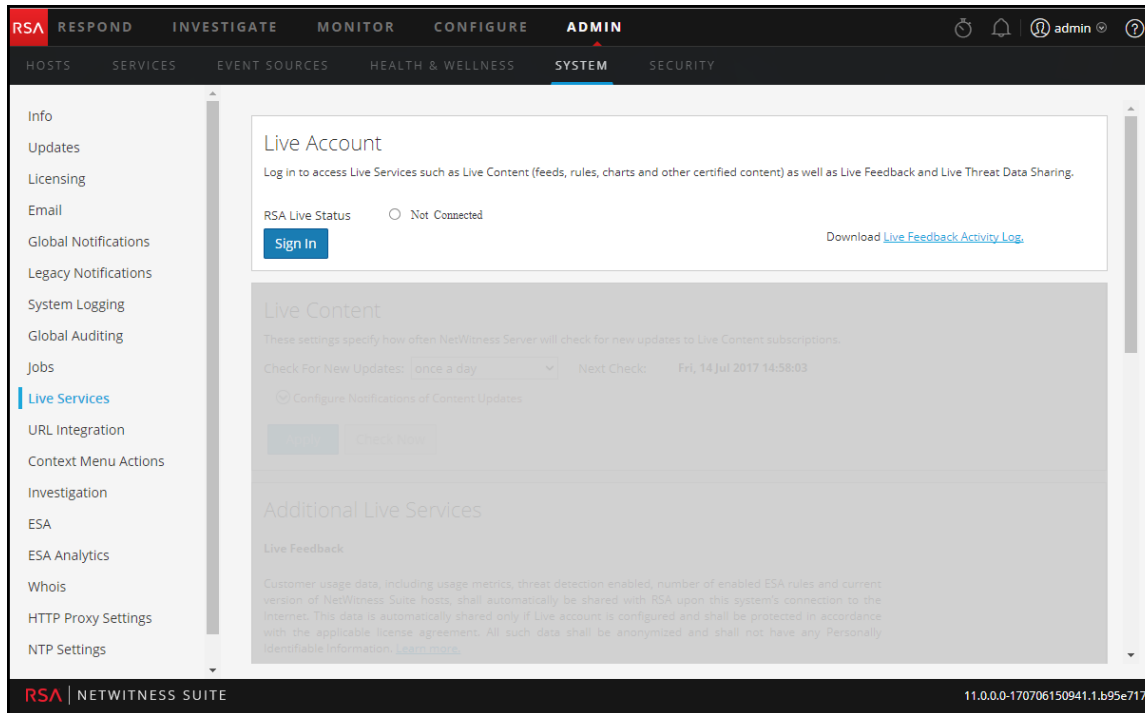 RSA RESPOND INVESTIGATE MONITOR CONFIGURE ADMIN admin ?
HOSTS SERVICES EVENT SOURCES HEALTH & WELLNESS SYSTEM SECURITY
Info
Updates
Licensing
Email
Global Notifications
Legacy Notifications
System Logging
Global Auditing
Jobs
Live Services
URL Integration
Context Menu Actions
Investigation
ESA
ESA Analytics
Whois
HTTP Proxy Settings
NTP Settings
Live Account
Log in to access Live Services such as Live Content (feeds, rules, charts and other certified content) as well as Live Feedback and Live Threat Data Sharing.
RSA Live Status Not Connected
Sign In
Download Live Feedback Activity Log.
Live Content
These settings specify how often NetWitness Server will check for new updates to Live Content subscriptions.
Check For New Updates: once a day Next Check: Fri, 14 Jul 2017 14:58:03
Configure Notifications of Content Updates
Apply Check Now
Additional Live Services
Live Feedback
Customer usage data, including usage metrics, threat detection enabled, number of enabled ESA rules and current
version of NetWitness Suite hosts, shall automatically be shared with RSA upon this system's connection to the
Internet. This data is automatically shared only if Live account is configured and shall be protected in accordance
with the applicable license agreement. All such data shall be anonymized and shall not have any Personally
Identifiable Information. Learn more.
RSA | NETWITNESS SUITE
11.0.0.0-170706150941.1.b95e717